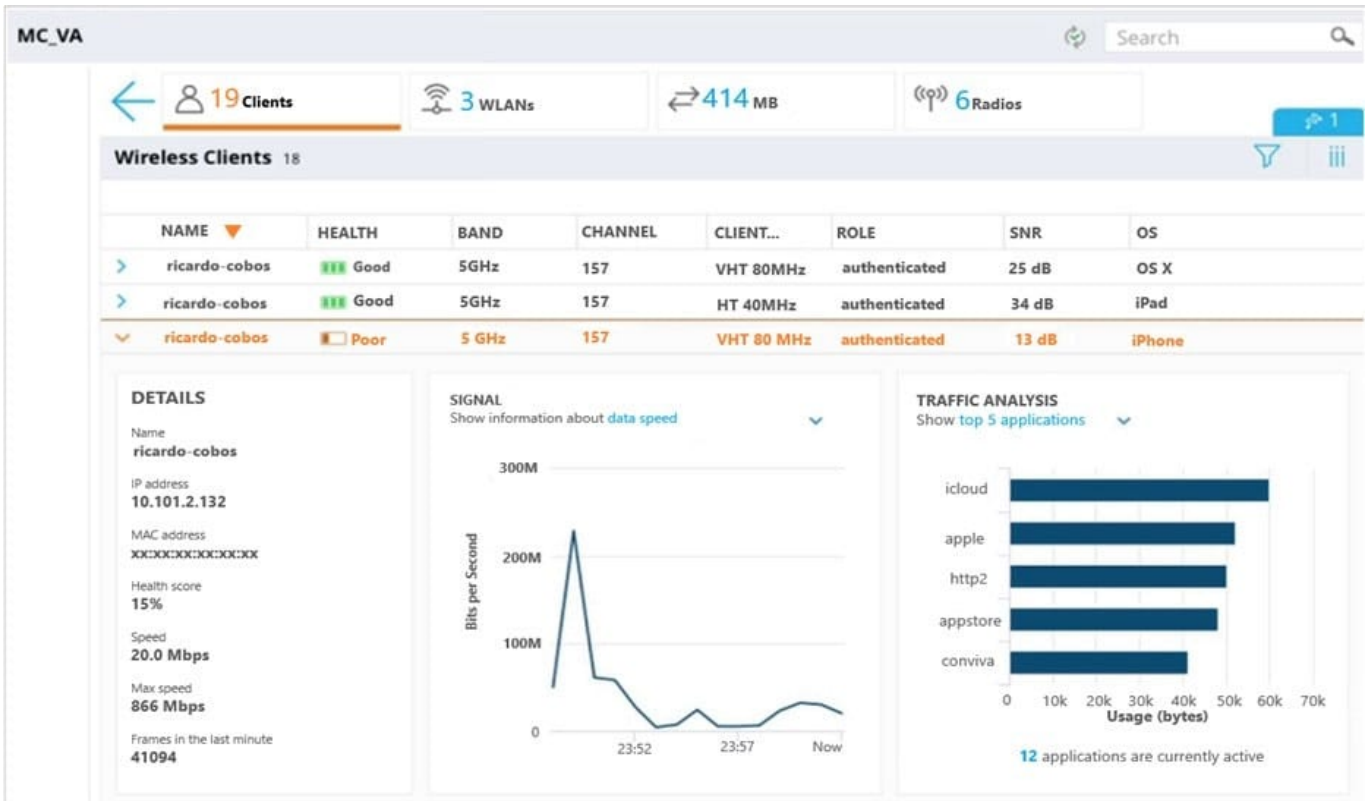 MC_VA
Search
19 Clients
3 WLANs
414 MB
6 Radios
1
Wireless Clients 18
NAME HEALTH BAND CHANNEL CLIENT... ROLE SNR OS
ricardo-cobos Good 5GHz 157 VHT 80MHz authenticated 25 dB OS X
ricardo-cobos Good 5GHz 157 HT 40MHz authenticated 34 dB iPad
ricardo-cobos Poor 5 GHz 157 VHT 80 MHz authenticated 13 dB iPhone
DETAILS
Name
ricardo-cobos
IP address
10.101.2.132
MAC address
xx:xx:xx:xx:xx:xx
Health score
15%
Speed
20.0 Mbps
Max speed
866 Mbps
Frames in the last minute
41094
SIGNAL
Show information about data speed
Bits per Second
300M
200M
100M
0
23:52 23:57 Now
TRAFFIC ANALYSIS
Show top 5 applications
icloud
apple
http2
appstore
conviva
0 10k 20k 30k 40k 50k 60k 70k
Usage (bytes)
12 applications are currently active